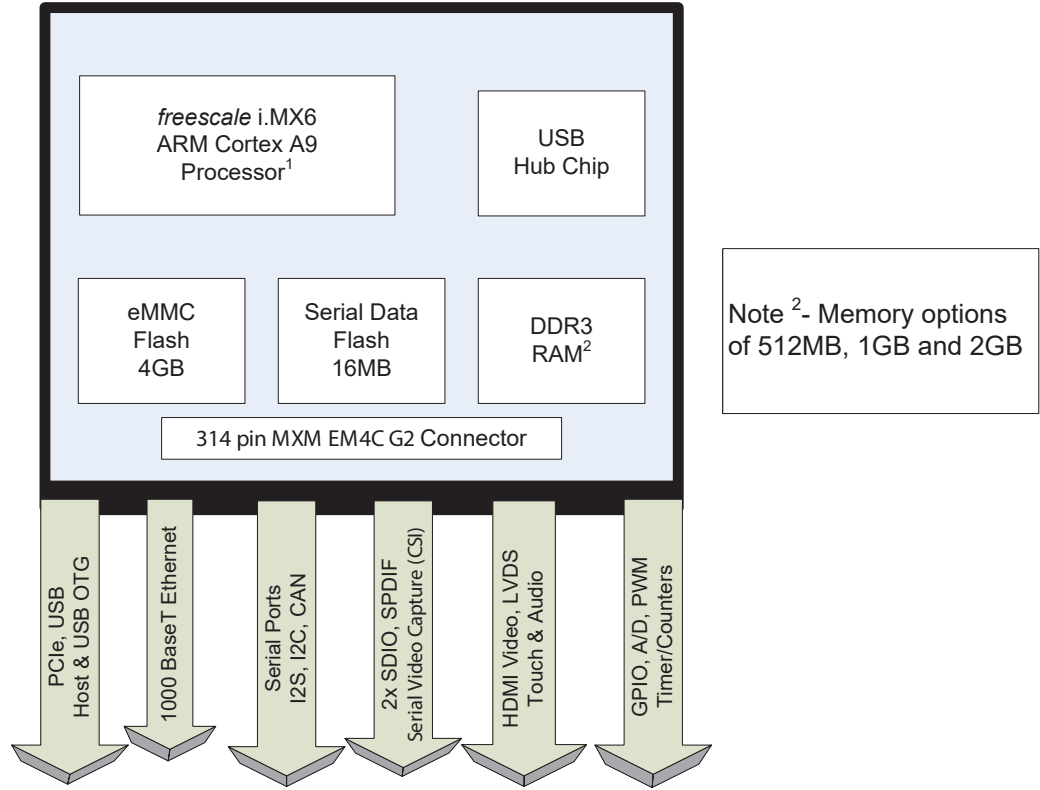 freescale i.MX6
ARM Cortex A9
Processor1
USB
Hub Chip
eMMC
Flash
4GB
Serial Data
Flash
16MB
DDR3
RAM2
Note 2- Memory options
of 512MB, 1GB and 2GB
314 pin MXM EM4C G2 Connector
PCIe, USB
Host & USB OTG
1000 BaseT Ethernet
Serial Ports
I2S, I2C, CAN
2x SDIO, SPDIF
Serial Video Capture (CSI)
HDMI Video, LVDS
Touch & Audio
GPIO, A/D, PWM
Timer/Counters